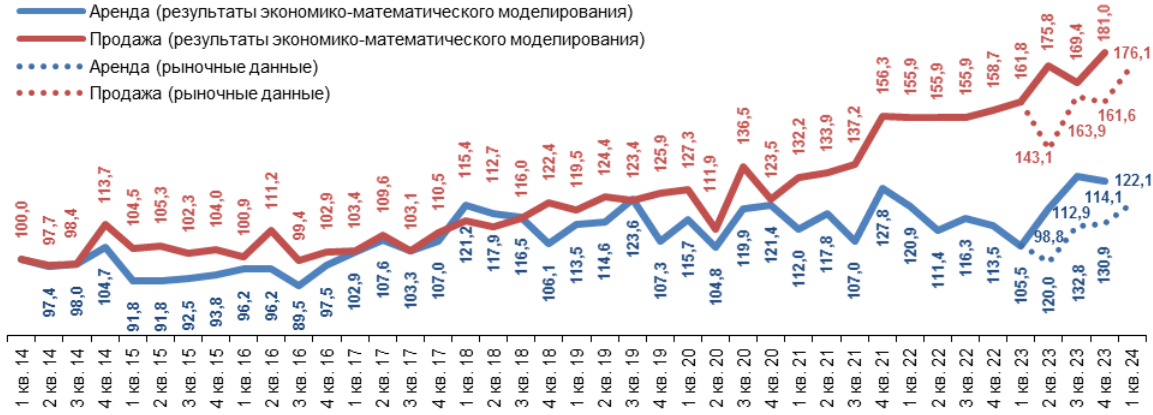 Аренда (результаты экономико-математического моделирования)
Продажа (результаты экономико-математического моделирования)
Аренда (рыночные данные)
Продажа (рыночные данные)
100,0
97,7
98,4
113,7
104,5
105,3
102,3
104,0
100,9
111,2
99,4
102,9
103,4
109,6
103,1
110,5
115,4
112,7
116,0
122,4
119,5
124,4
123,4
125,9
127,3
111,9
136,5
123,5
132,2
133,9
137,2
156,3
155,9
155,9
155,9
158,7
161,8
175,8
169,4
181,0
176,1
143,1
163,9
161,6
97,4
98,0
104,7
91,8
91,8
92,5
93,8
96,2
96,2
89,5
97,5
102,9
107,6
103,3
107,0
121,2
117,9
116,5
106,1
113,5
114,6
123,6
107,3
115,7
104,8
119,9
121,4
112,0
117,8
107,0
127,8
120,9
111,4
116,3
113,5
105,5
120,0
132,8
130,9
98,8
112,9
114,1
122,1
1 кв. 14
2 кв. 14
3 кв. 14
4 кв. 14
1 кв. 15
2 кв. 15
3 кв. 15
4 кв. 15
1 кв. 16
2 кв. 16
3 кв. 16
4 кв. 16
1 кв. 17
2 кв. 17
3 кв. 17
4 кв. 17
1 кв. 18
2 кв. 18
3 кв. 18
4 кв. 18
1 кв. 19
2 кв. 19
3 кв. 19
4 кв. 19
1 кв. 20
2 кв. 20
3 кв. 20
4 кв. 20
1 кв. 21
2 кв. 21
3 кв. 21
4 кв. 21
1 кв. 22
2 кв. 22
3 кв. 22
4 кв. 22
1 кв. 23
2 кв. 23
3 кв. 23
4 кв. 23
1 кв. 24